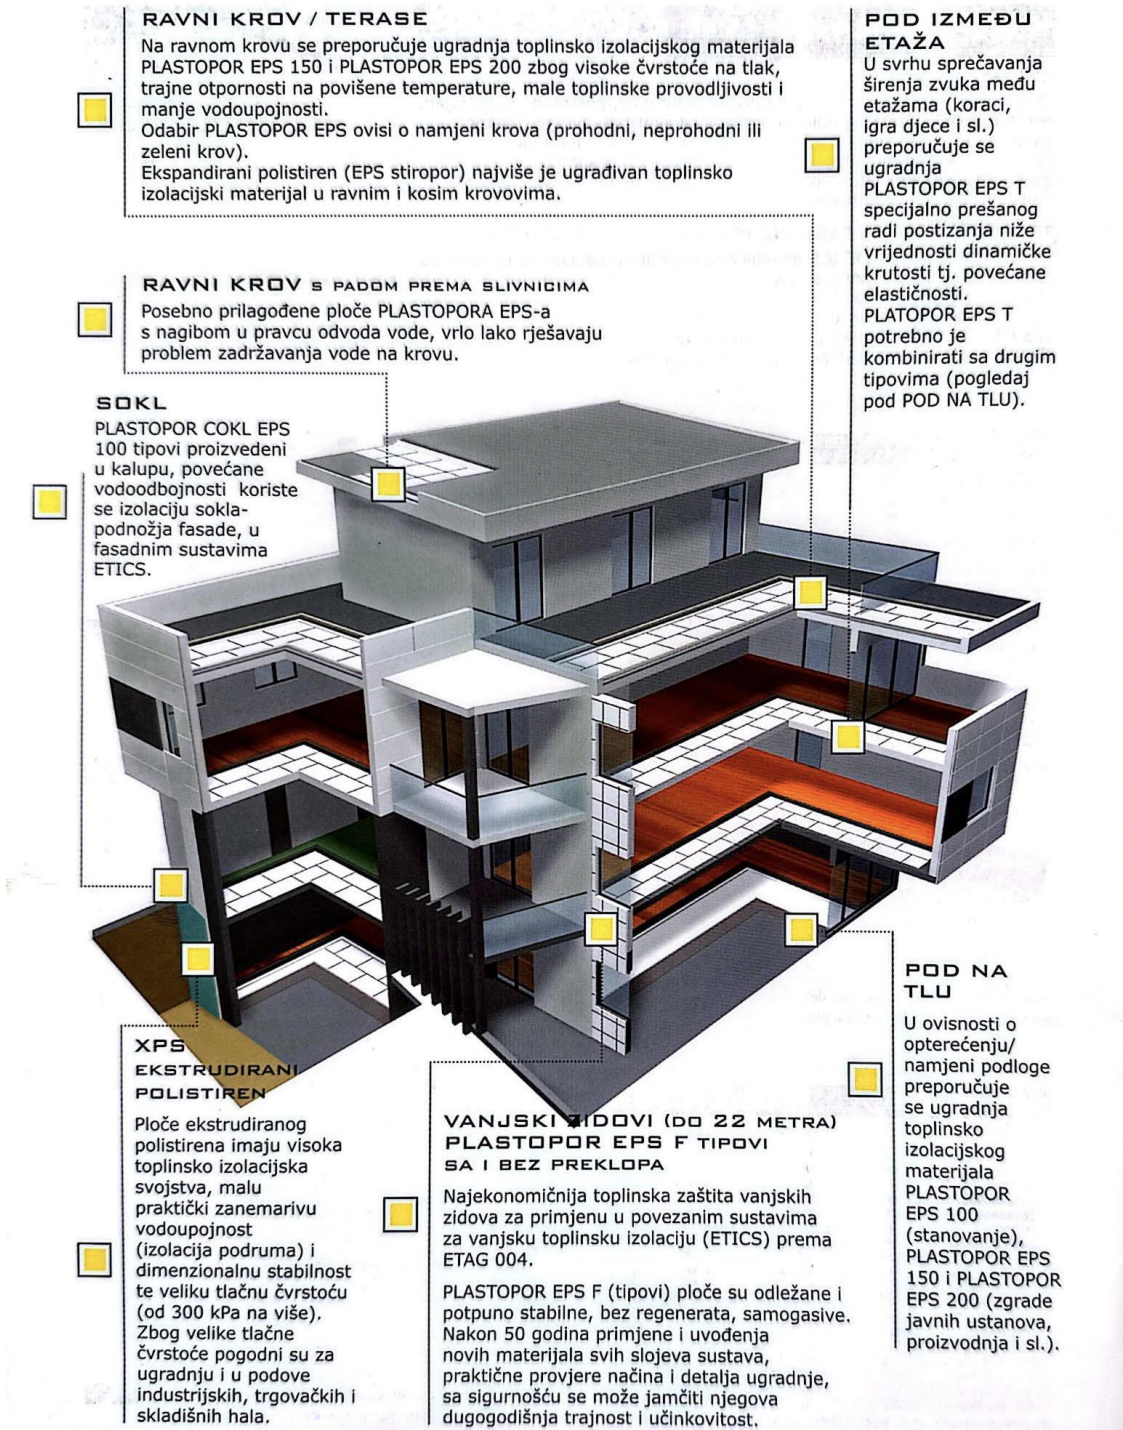 RAVNI KROV / TERASE
Na ravnom krovu se preporučuje ugradnja toplinsko izolacijskog materijala
PLASTOPOR EPS 150 i PLASTOPOR EPS 200 zbog visoke čvrstoće na tlak,
trajne otpornosti na povišene temperature, male toplinske provodljivosti i
manje vodoupojnosti.
Odabir PLASTOPOR EPS ovisi o namjeni krova (prohodni, neprohodni ili
zeleni krov).
Ekspandirani polistiren (EPS stiropor) najviše je ugrađivan toplinsko
izolacijski materijal u ravnim i kosim krovovima.
POD IZMEĐU
ETAŽA
U svrhu sprečavanja
širenja zvuka među
etažama (koraci,
igra djece i sl.)
preporučuje se
ugradnja
PLASTOPOR EPS T
specijalno prešanog
radi postizanja niže
vrijednosti dinamičke
krutosti tj. povećane
elastičnosti.
PLATOPOR EPS T
potrebno je
kombinirati sa drugim
tipovima (pogledaj
pod POD NA TLU).
RAVNI KROV S PADOM PREMA SLIVNICIMA
Posebno prilagođene ploče PLASTOPORA EPS-a
s nagibom u pravcu odvoda vode, vrlo lako rješavaju
problem zadržavanja vode na krovu.
SOKL
PLASTOPOR COKL EPS
100 tipovi proizvedeni
u kalupu, povećane
vodoodbojnosti koriste
se izolaciju sokla-
podnožja fasade, u
fasadnim sustavima
ETICS.
XPS
EKSTRUDIRANI
POLISTIREN
Ploče ekstrudiranog
polistirena imaju visoka
toplinsko izolacijska
svojstva, malu
praktički zanemarivu
vodoupojnost
(izolacija podruma) i
dimenzionalnu stabilnost
te veliku tlačnu čvrstoću
(od 300 kPa na više).
Zbog velike tlačne
čvrstoće pogodni su za
ugradnju i u podove
industrijskih, trgovačkih i
skladišnih hala.
VANJSKI ZIDOVI (DO 22 METRA)
PLASTOPOR EPS F TIPOVI
SA I BEZ PREKLOPA
Najekonomičnija toplinska zaštita vanjskih
zidova za primjenu u povezanim sustavima
za vanjsku toplinsku izolaciju (ETICS) prema
ETAG 004.
PLASTOPOR EPS F (tipovi) ploče su odležane i
potpuno stabilne, bez regenerata, samogasive.
Nakon 50 godina primjene i uvođenja
novih materijala svih slojeva sustava,
praktične provjere načina i detalja ugradnje,
sa sigurnošću se može jamčiti njegova
dugogodišnja trajnost i učinkovitost.
POD NA
TLU
U ovisnosti o
opterećenju/
namjeni podloge
preporučuje
se ugradnja
toplinsko
izolacijskog
materijala
PLASTOPOR
EPS 100
(stanovanje),
PLASTOPOR EPS
150 i PLASTOPOR
EPS 200 (zgrade
javnih ustanova,
proizvodnja i sl.).